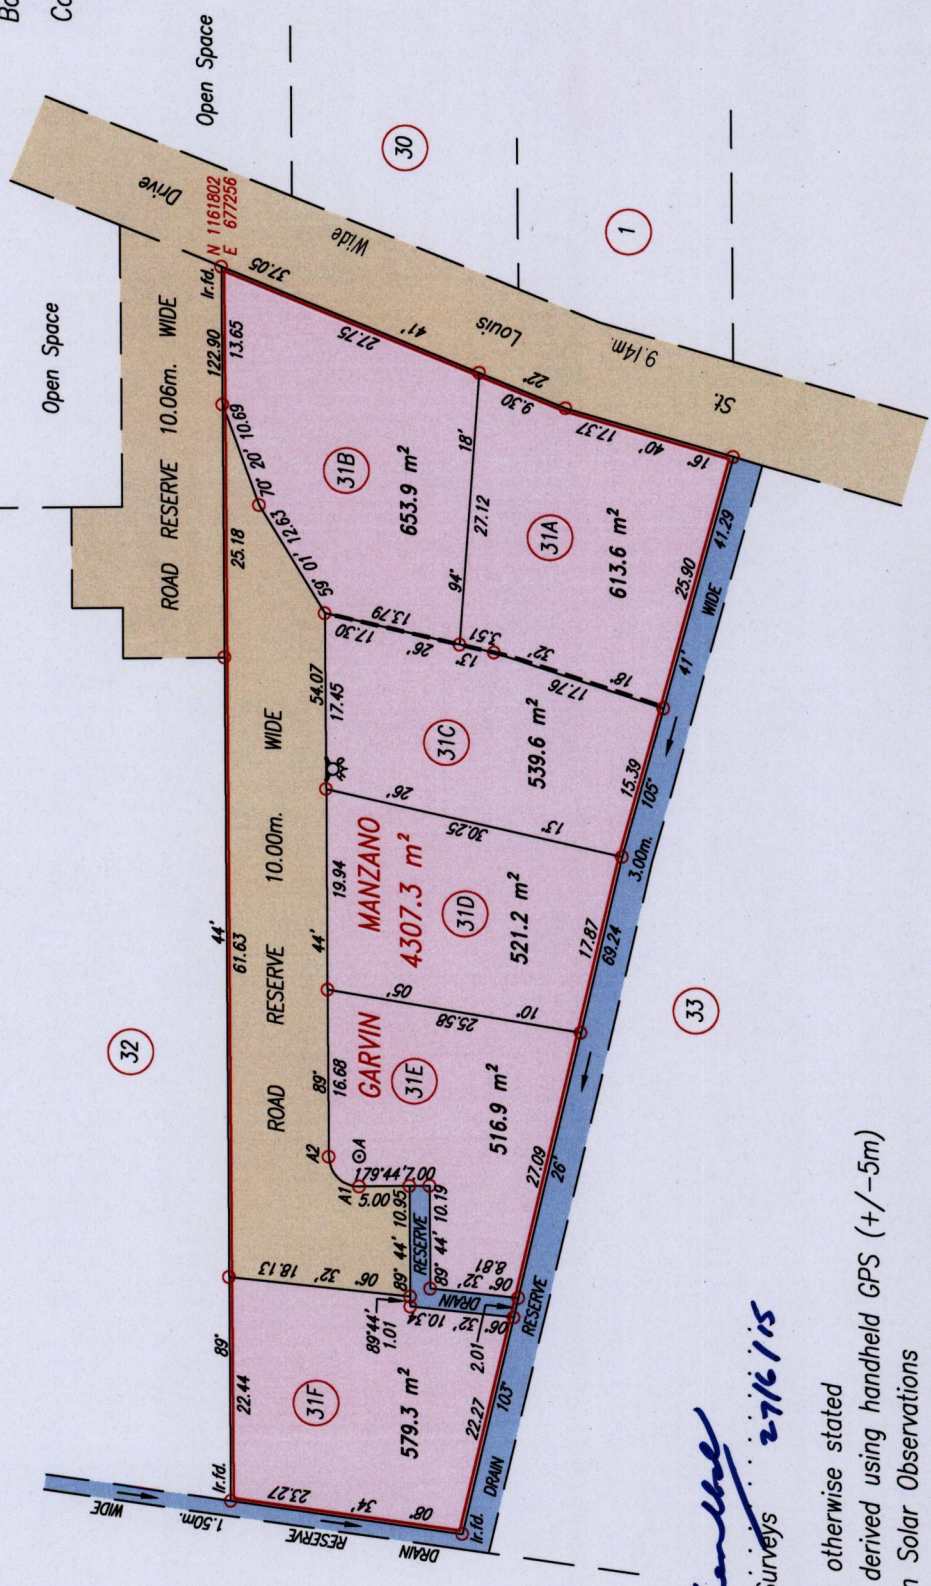 Bo
Co
Open Space
Open Space
ROAD RESERVE 10.06m. WIDE
Drive
Wide
Louis
9.14m.
St.
N 1161802
E 677256
Ir.fd.
30
1
32
33
122.90
13.65
37.05
27.75
41'
22°
9.30
17.37
40'
16°
25.18
70° 20' 10.69
59° 01' 12.63
31B
653.9 m²
18'
27.12
94°
31A
613.6 m²
25.90
41.29
WIDE
41'
13.79
17.30
26'
13°
3.51
32'
17.76
18°
54.07
17.45
31C
539.6 m²
15.39
105°
3.00m.
26'
30.25
13°
ROAD RESERVE 10.00m. WIDE
44'
61.63
19.94
44'
GARVIN MANZANO
4307.3 m²
31D
521.2 m²
17.87
69.24
05'
25.58
10°
89°
16.68
31E
516.9 m²
27.09
26'
A2
A
A1
5.00
10.95
89° 44'
RESERVE
89° 44' 10.19
06° 32' 8.81
DRAIN
RESERVE
06° 32' 18.13
89°44'
1.01
06° 32' 10.34
2.01
89°
22.44
31F
579.3 m²
22.27
103°
DRAIN
Ir.fd.
23.27
34'
08°
Ir.fd.
DRAIN RESERVE 1.50m. WIDE
Surveys
27/6/15
otherwise stated
derived using handheld GPS (+/-5m)
Solar Observations